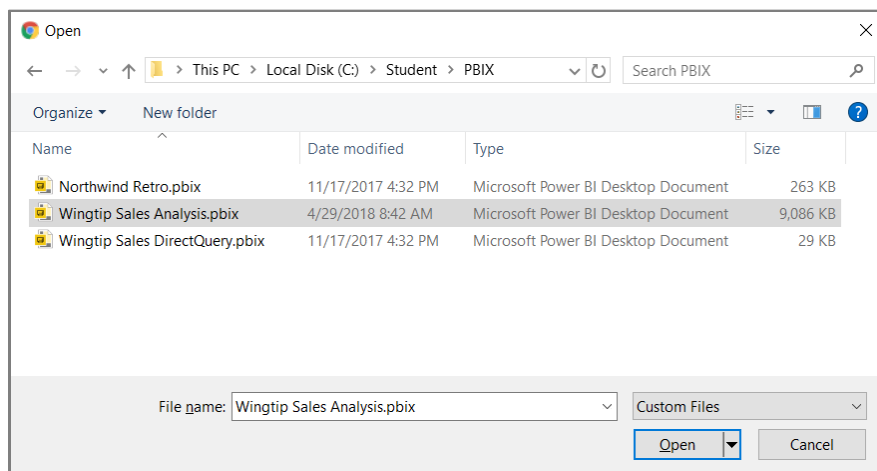 Open
This PC > Local Disk (C:) > Student > PBIX
Search PBIX
Organize
New folder
?
Name Date modified Type Size
Northwind Retro.pbix 11/17/2017 4:32 PM Microsoft Power BI Desktop Document 263 KB
Wingtip Sales Analysis.pbix 4/29/2018 8:42 AM Microsoft Power BI Desktop Document 9,086 KB
Wingtip Sales DirectQuery.pbix 11/17/2017 4:32 PM Microsoft Power BI Desktop Document 29 KB
File name: Wingtip Sales Analysis.pbix Custom Files
Open Cancel